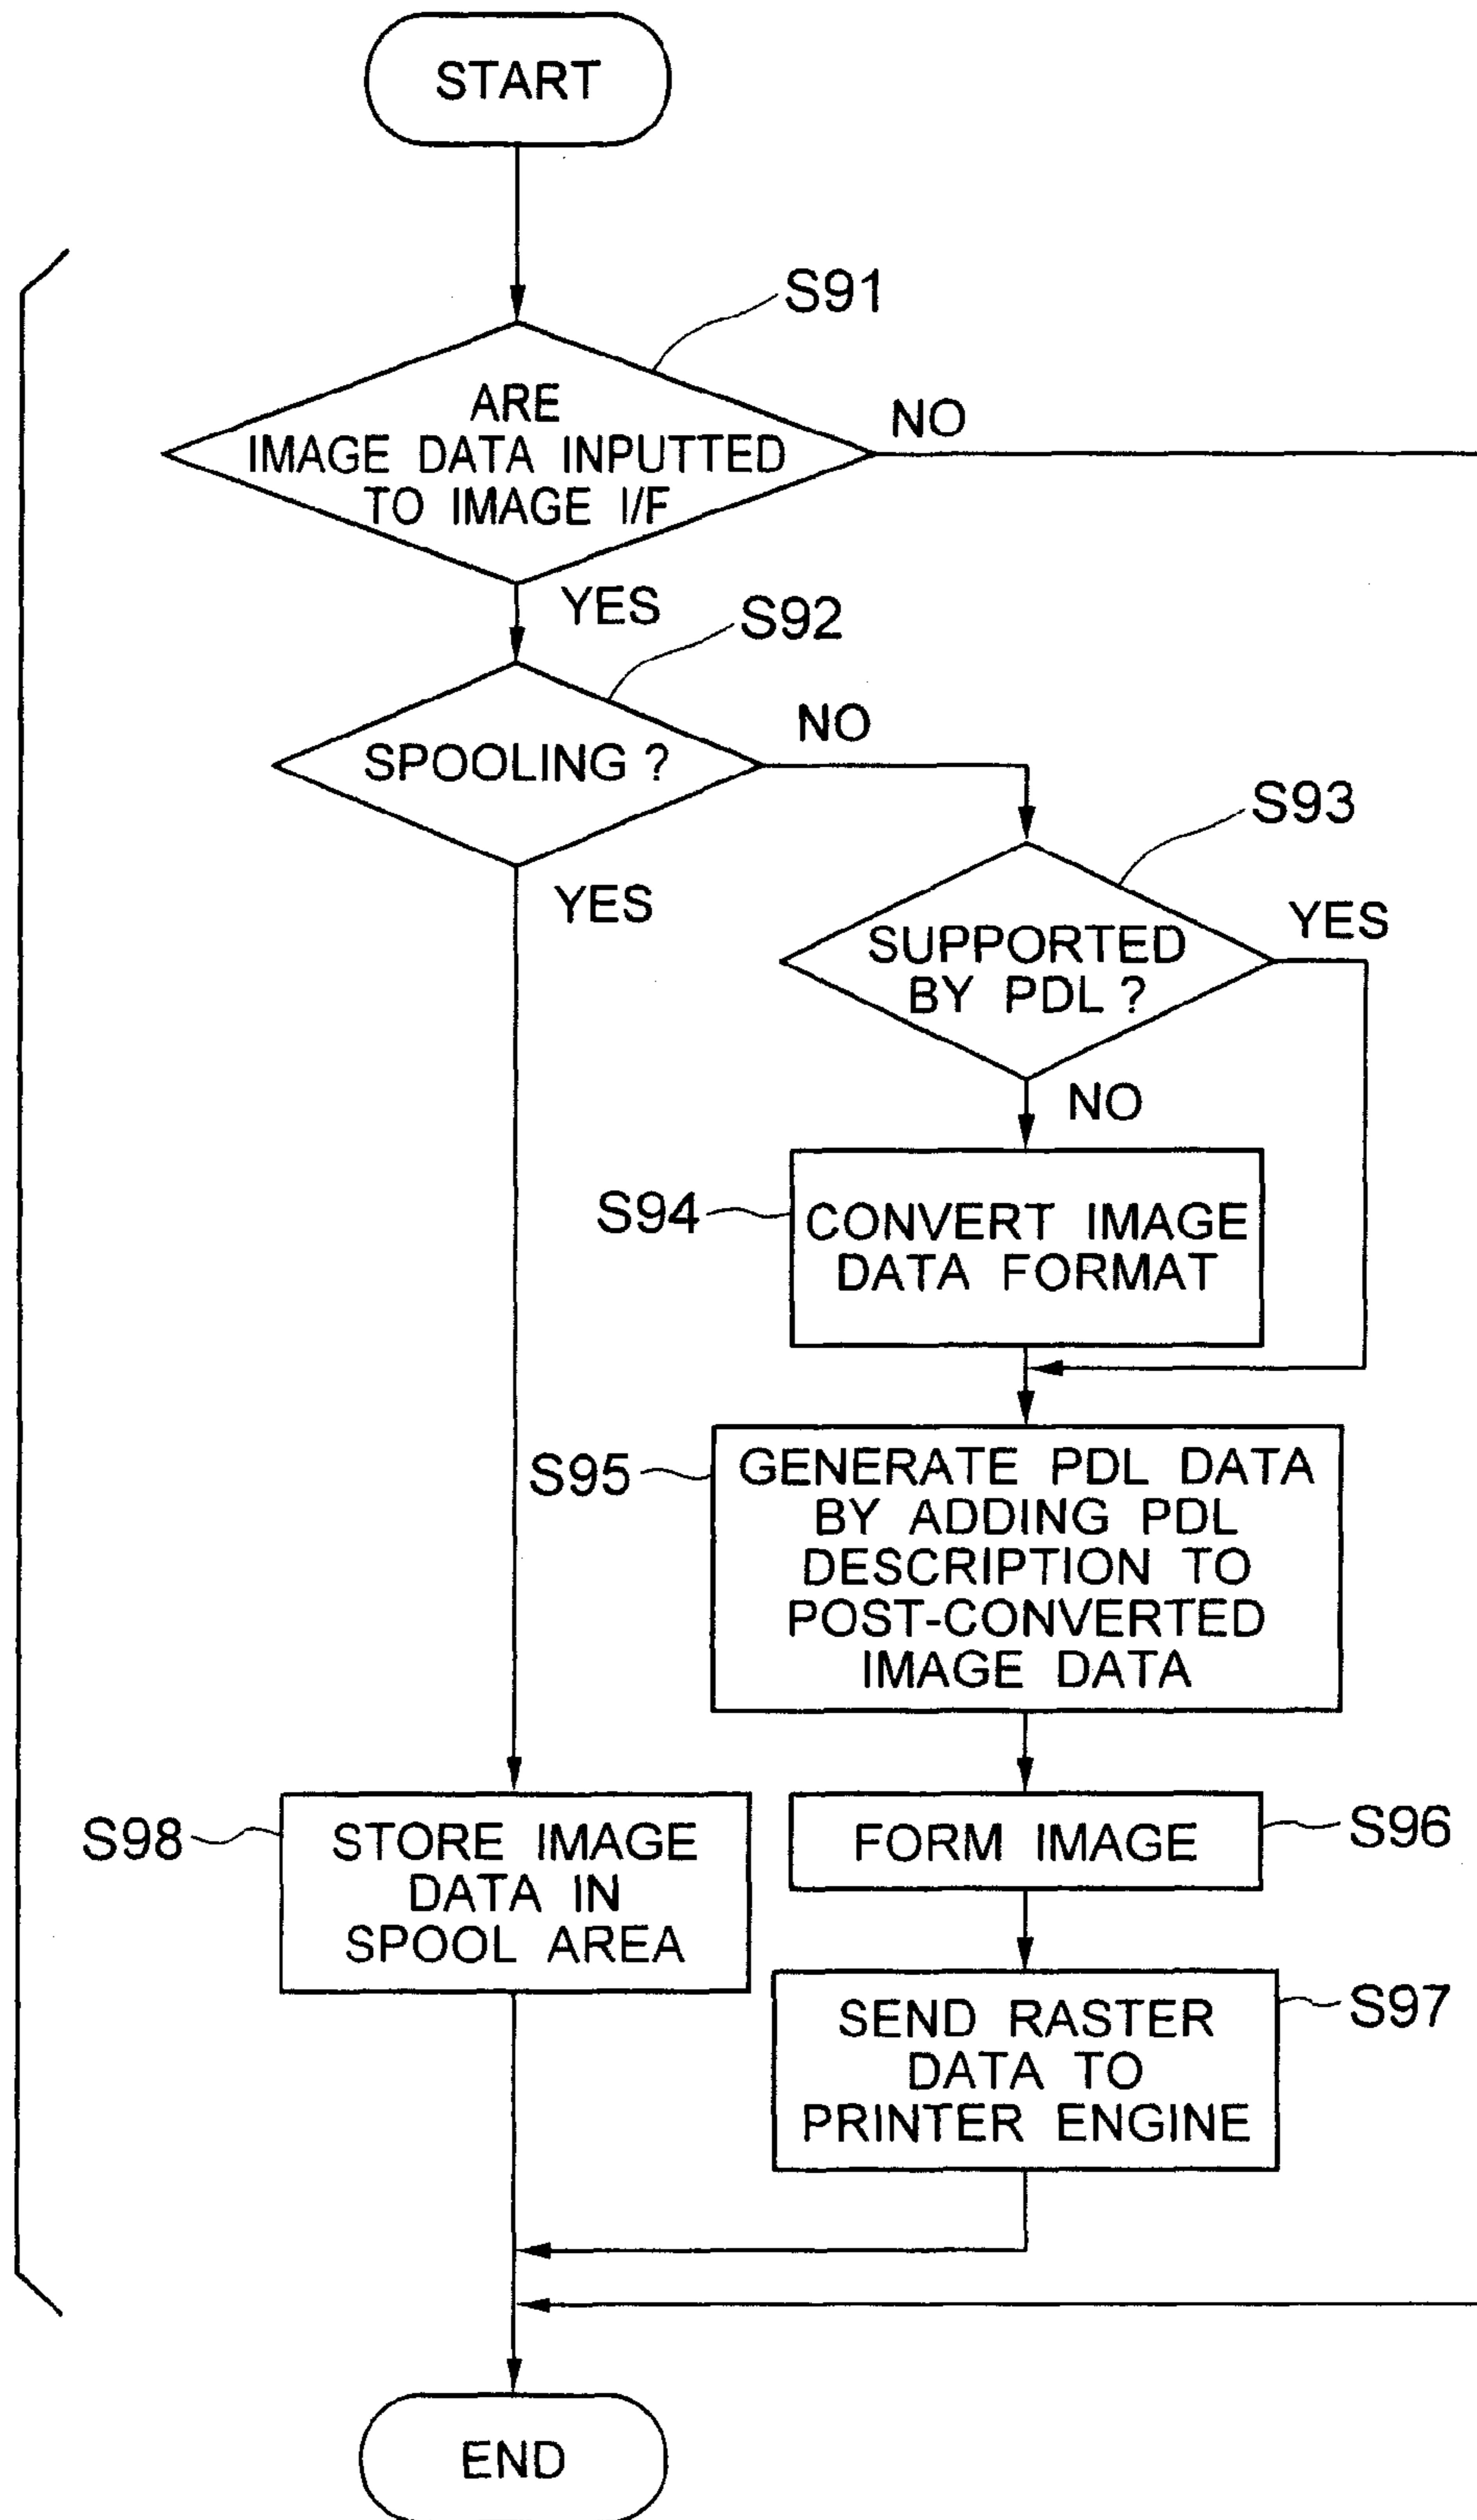 START
S91
ARE
IMAGE DATA INPUTTED
TO IMAGE I/F
NO
YES
S92
SPOOLING ?
NO
YES
S93
SUPPORTED
BY PDL ?
YES
NO
S94
CONVERT IMAGE
DATA FORMAT
S95
GENERATE PDL DATA
BY ADDING PDL
DESCRIPTION TO
POST-CONVERTED
IMAGE DATA
S98
STORE IMAGE
DATA IN
SPOOL AREA
FORM IMAGE
S96
SEND RASTER
DATA TO
PRINTER ENGINE
S97
END